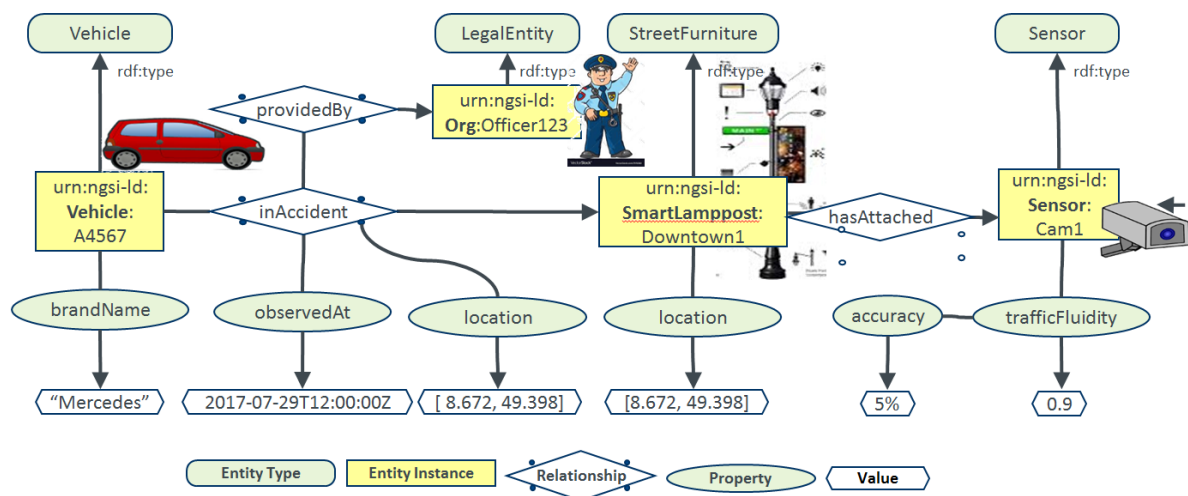 Vehicle
LegalEntity
StreetFurniture
Sensor
rdf:type
rdf:type
rdf:type
rdf:type
providedBy
urn:ngsi-ld:
Org:Officer123
urn:ngsi-ld:
Vehicle:
A4567
inAccident
urn:ngsi-ld:
SmartLamppost:
Downtown1
hasAttached
urn:ngsi-ld:
Sensor:
Cam1
brandName
observedAt
location
location
accuracy
trafficFluidity
“Mercedes”
2017-07-29T12:00:00Z
[ 8.672, 49.398]
[8.672, 49.398]
5%
0.9
Entity Type
Entity Instance
Relationship
Property
Value